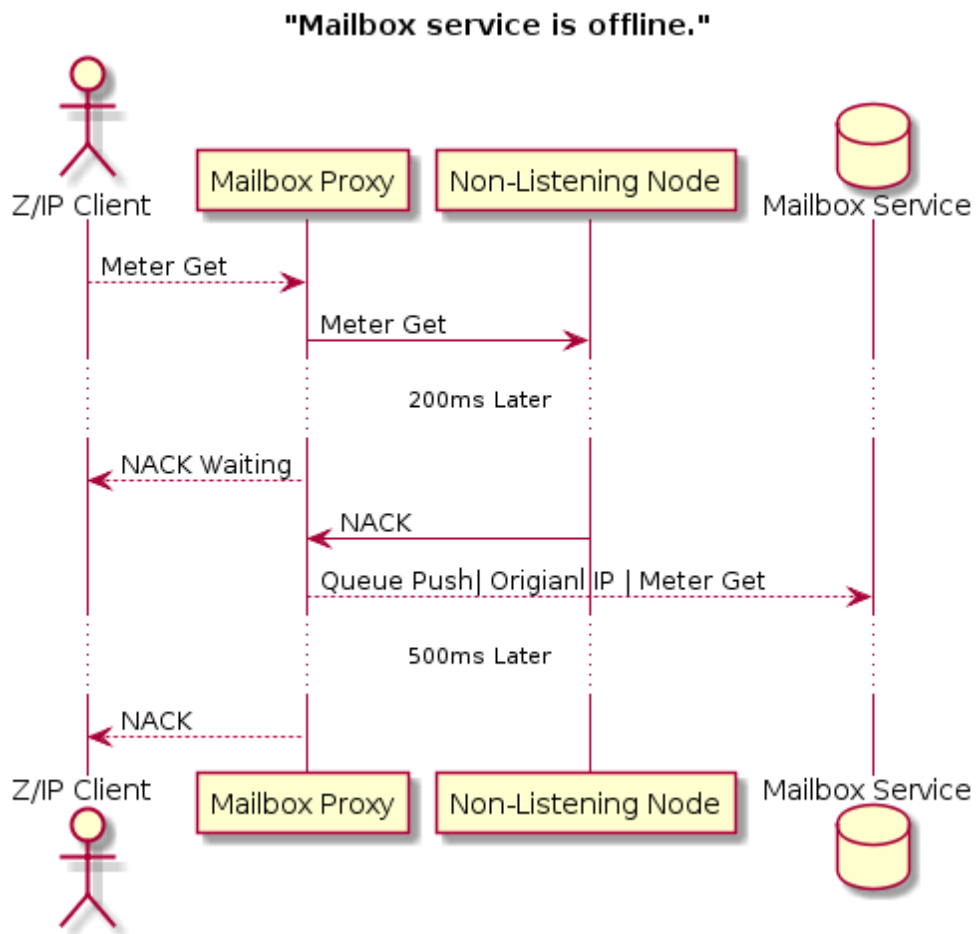 "Mailbox service is offline."
Z/IP Client
Mailbox Proxy
Non-Listening Node
Mailbox Service
Meter Get
Meter Get
200ms Later
NACK Waiting
NACK
Queue Push| Origianl IP | Meter Get
500ms Later
NACK
Z/IP Client
Mailbox Proxy
Non-Listening Node
Mailbox Service